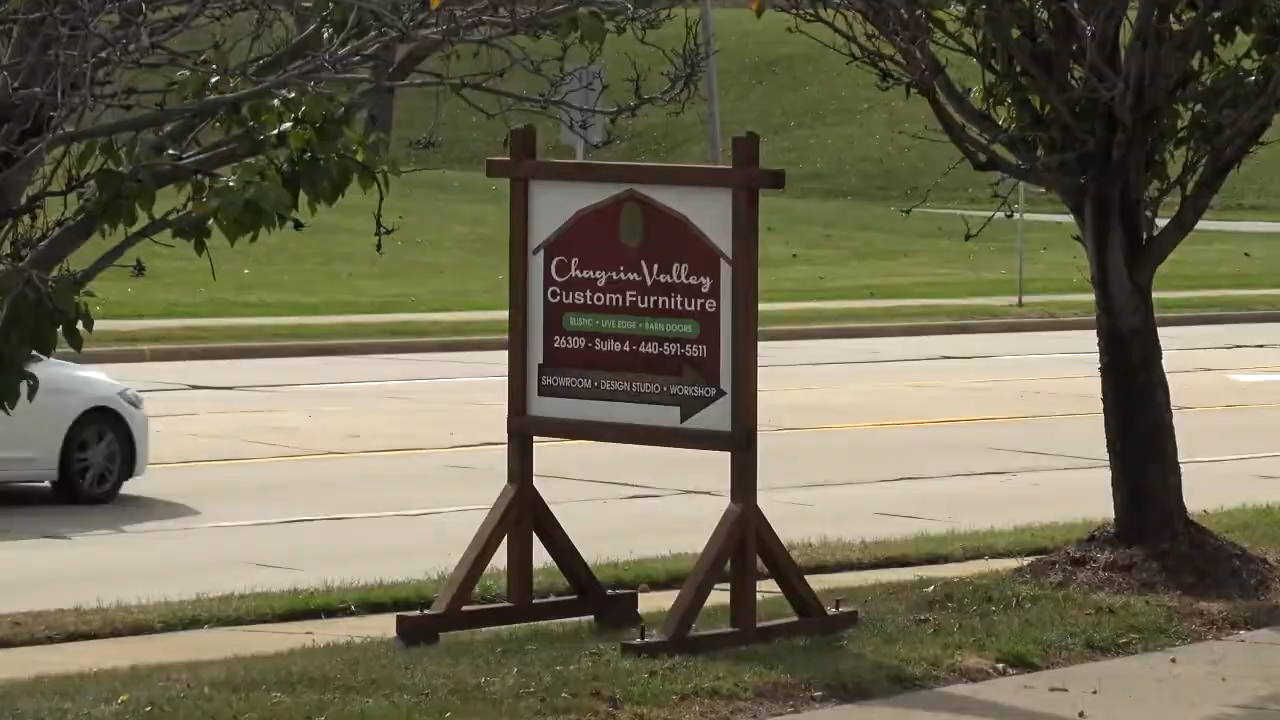 Chagrin Valley
Custom Furniture
RUSTIC • LIVE EDGE • BARN DOORS
26309 - Suite 4 - 440-591-5511
SHOWROOM • DESIGN STUDIO • WORKSHOP